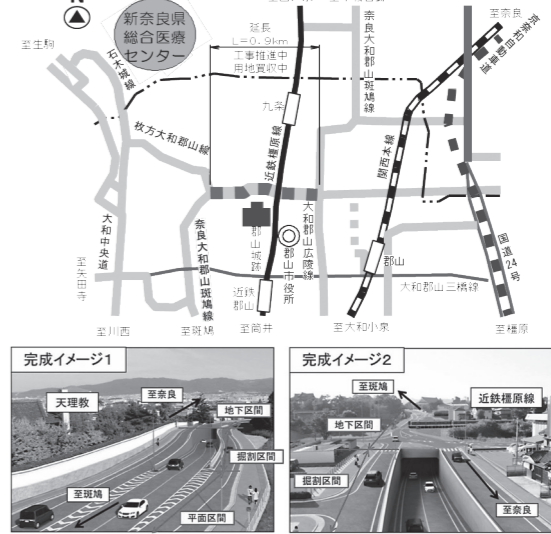 N
新奈良県
総合医療
センター
至生駒
石木城線
延長
L=0.9km
工事推進中
用地買収中
奈良大和郡山斑鳩線
至奈良
京奈和自動車道
九条
近鉄橿原線
枚方大和郡山線
関西本線
大和中央道
奈良大和郡山斑鳩線
郡山城跡
郡山市役所
大和郡山広陵線
郡山
国道24号
至矢田寺
近鉄
郡山
大和郡山三橋線
至川西
至斑鳩
至筒井
至大和小泉
至橿原
完成イメージ1
天理教
至奈良
地下区間
掘割区間
至斑鳩
平面区間
完成イメージ2
至斑鳩
近鉄橿原線
地下区間
掘割区間
至奈良